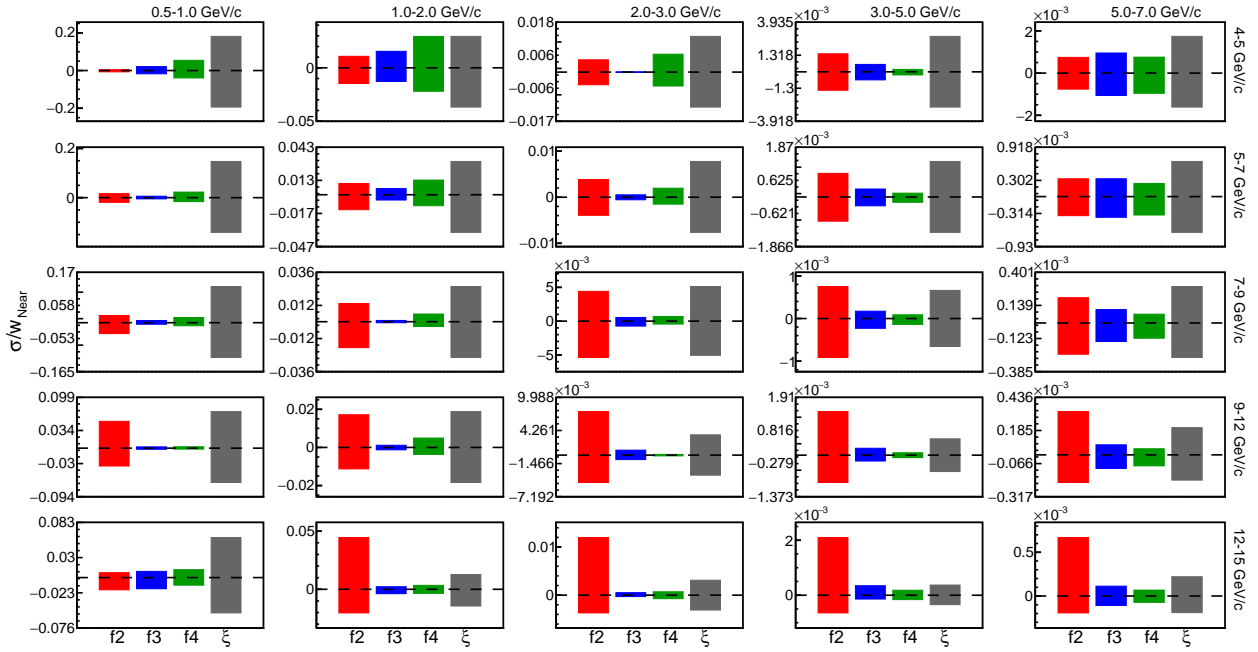 0.5-1.0 GeV/c 1.0-2.0 GeV/c 2.0-3.0 GeV/c 3.0-5.0 GeV/c 5.0-7.0 GeV/c
×10⁻³ ×10⁻³
0.2 0 −0.2
0 −0.05
0.018 0.006 −0.006 −0.017
3.935 1.318 −1.3 −3.918
2 0 −2
4-5 GeV/c
×10⁻³ ×10⁻³
0.2 0
0.043 0.013 −0.017 −0.047
0.01 0 −0.01
1.87 0.625 −0.621 −1.866
0.918 0.302 −0.314 −0.93
5-7 GeV/c
σ/w_Near
×10⁻³ ×10⁻³ ×10⁻³
0.17 0.058 −0.053 −0.165
0.036 0.012 −0.012 −0.036
5 0 −5
1 0 −1
0.401 0.139 −0.123 −0.385
7-9 GeV/c
×10⁻³ ×10⁻³ ×10⁻³
0.099 0.034 −0.03 −0.094
0.02 0 −0.02
9.988 4.261 −1.466 −7.192
1.91 0.816 −0.279 −1.373
0.436 0.185 −0.066 −0.317
9-12 GeV/c
×10⁻³ ×10⁻³
0.083 0.03 −0.023 −0.076
0.05 0
0.01 0
2 0
0.5 0
12-15 GeV/c
f2 f3 f4 ξ f2 f3 f4 ξ f2 f3 f4 ξ f2 f3 f4 ξ f2 f3 f4 ξ